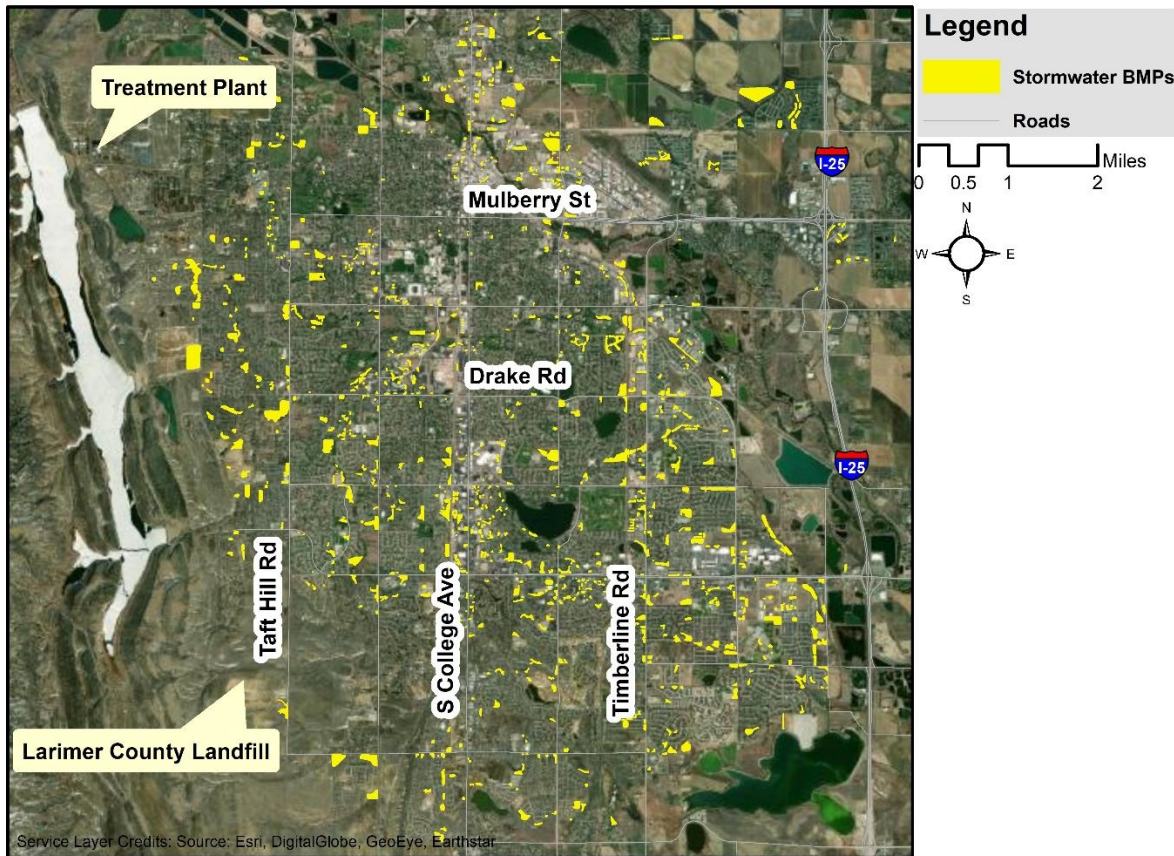 Treatment Plant
Mulberry St
Drake Rd
Taft Hill Rd
S College Ave
Timberline Rd
Larimer County Landfill
I-25
I-25
Service Layer Credits: Source: Esri, DigitalGlobe, GeoEye, Earthstar
Legend
Stormwater BMPs
Roads
Miles
0 0.5 1 2
N
W E
S